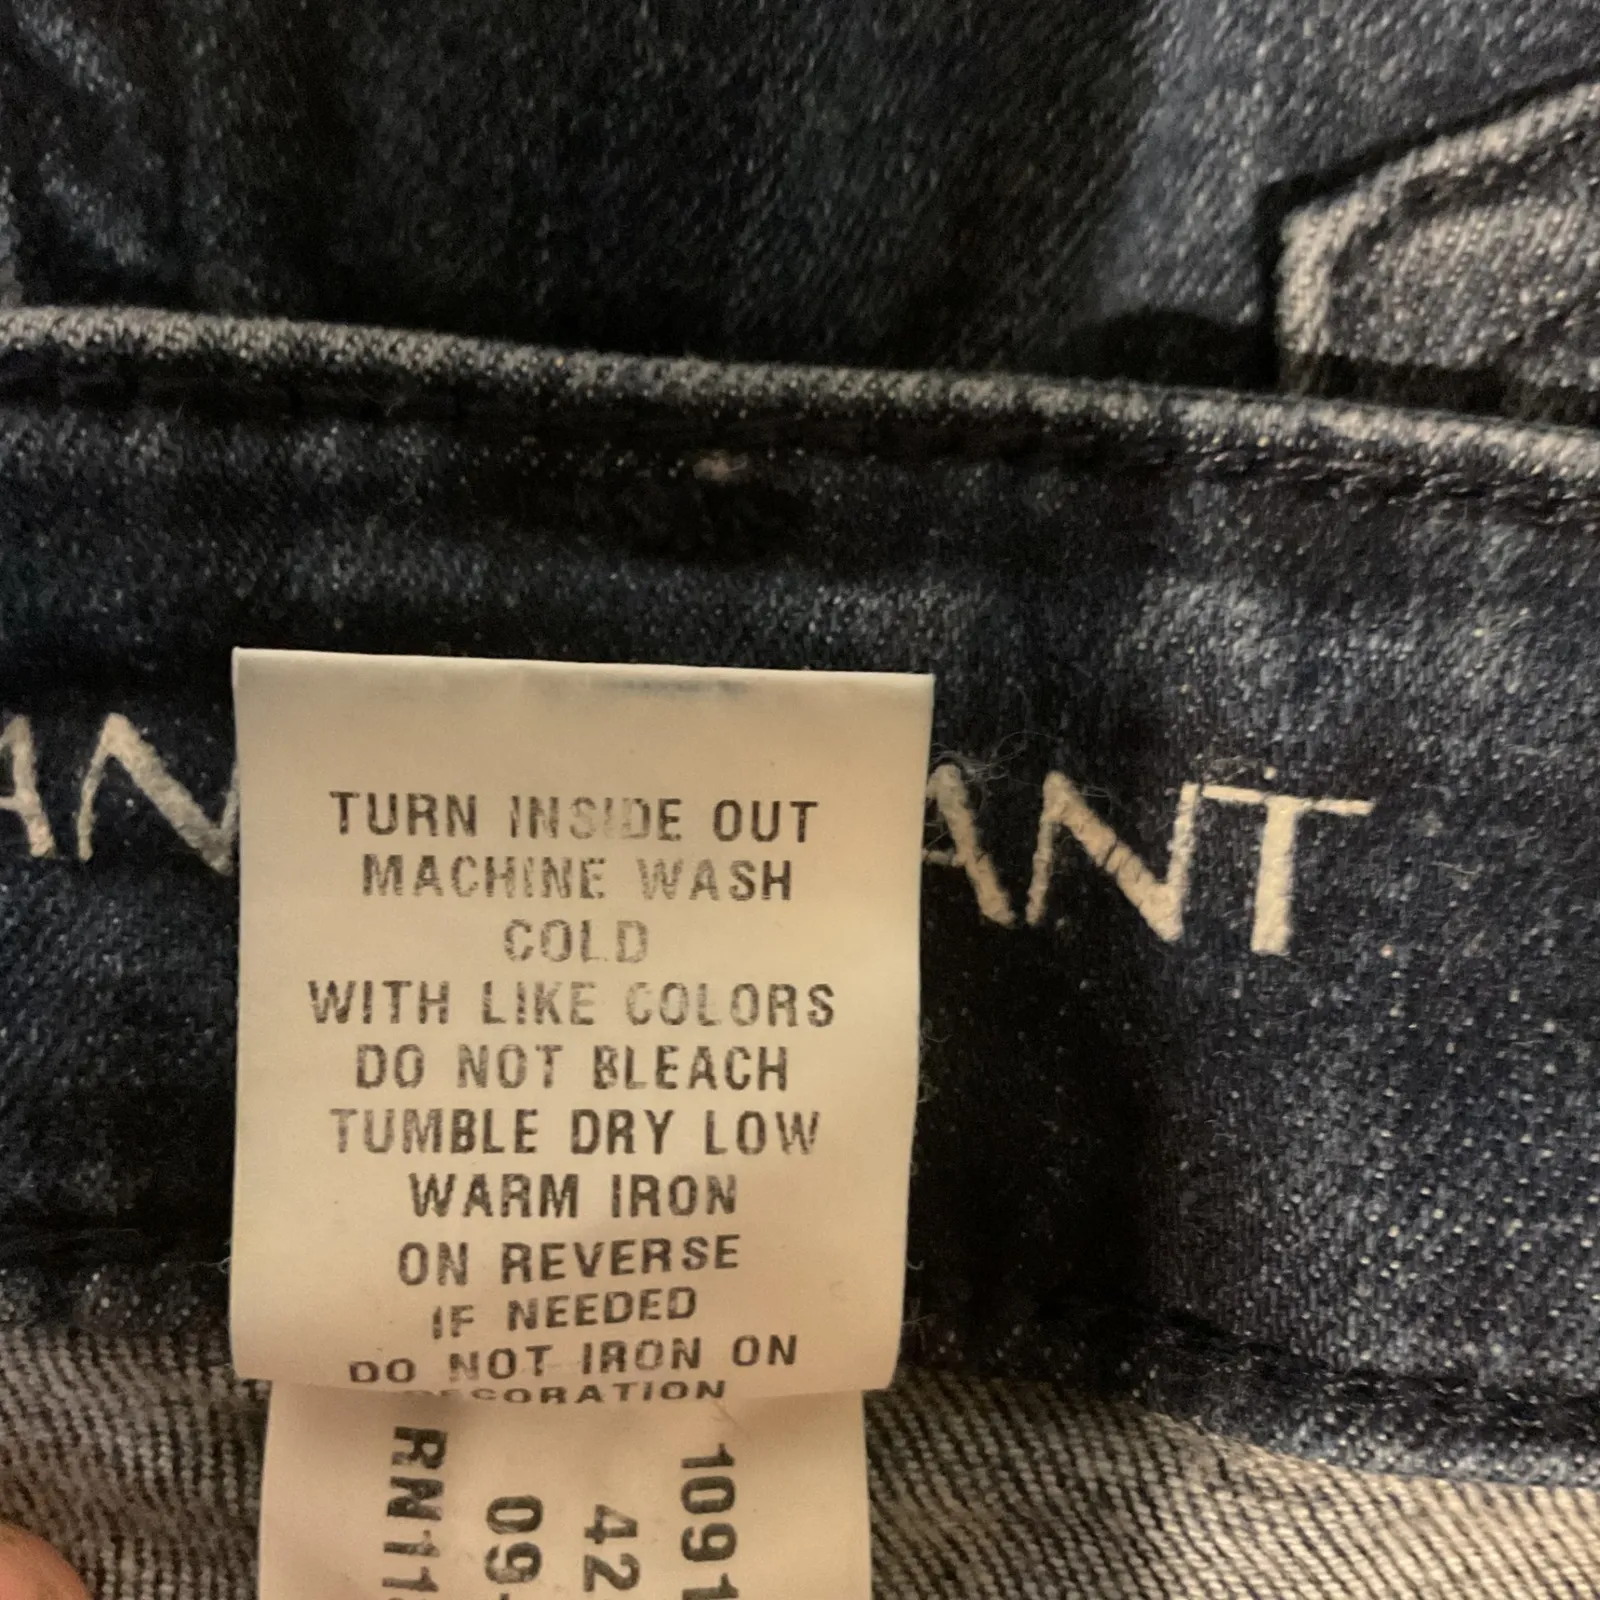 TURN INSIDE OUT
MACHINE WASH
COLD
WITH LIKE COLORS
DO NOT BLEACH
TUMBLE DRY LOW
WARM IRON
ON REVERSE
IF NEEDED
DO NOT IRON ON
DECORATION